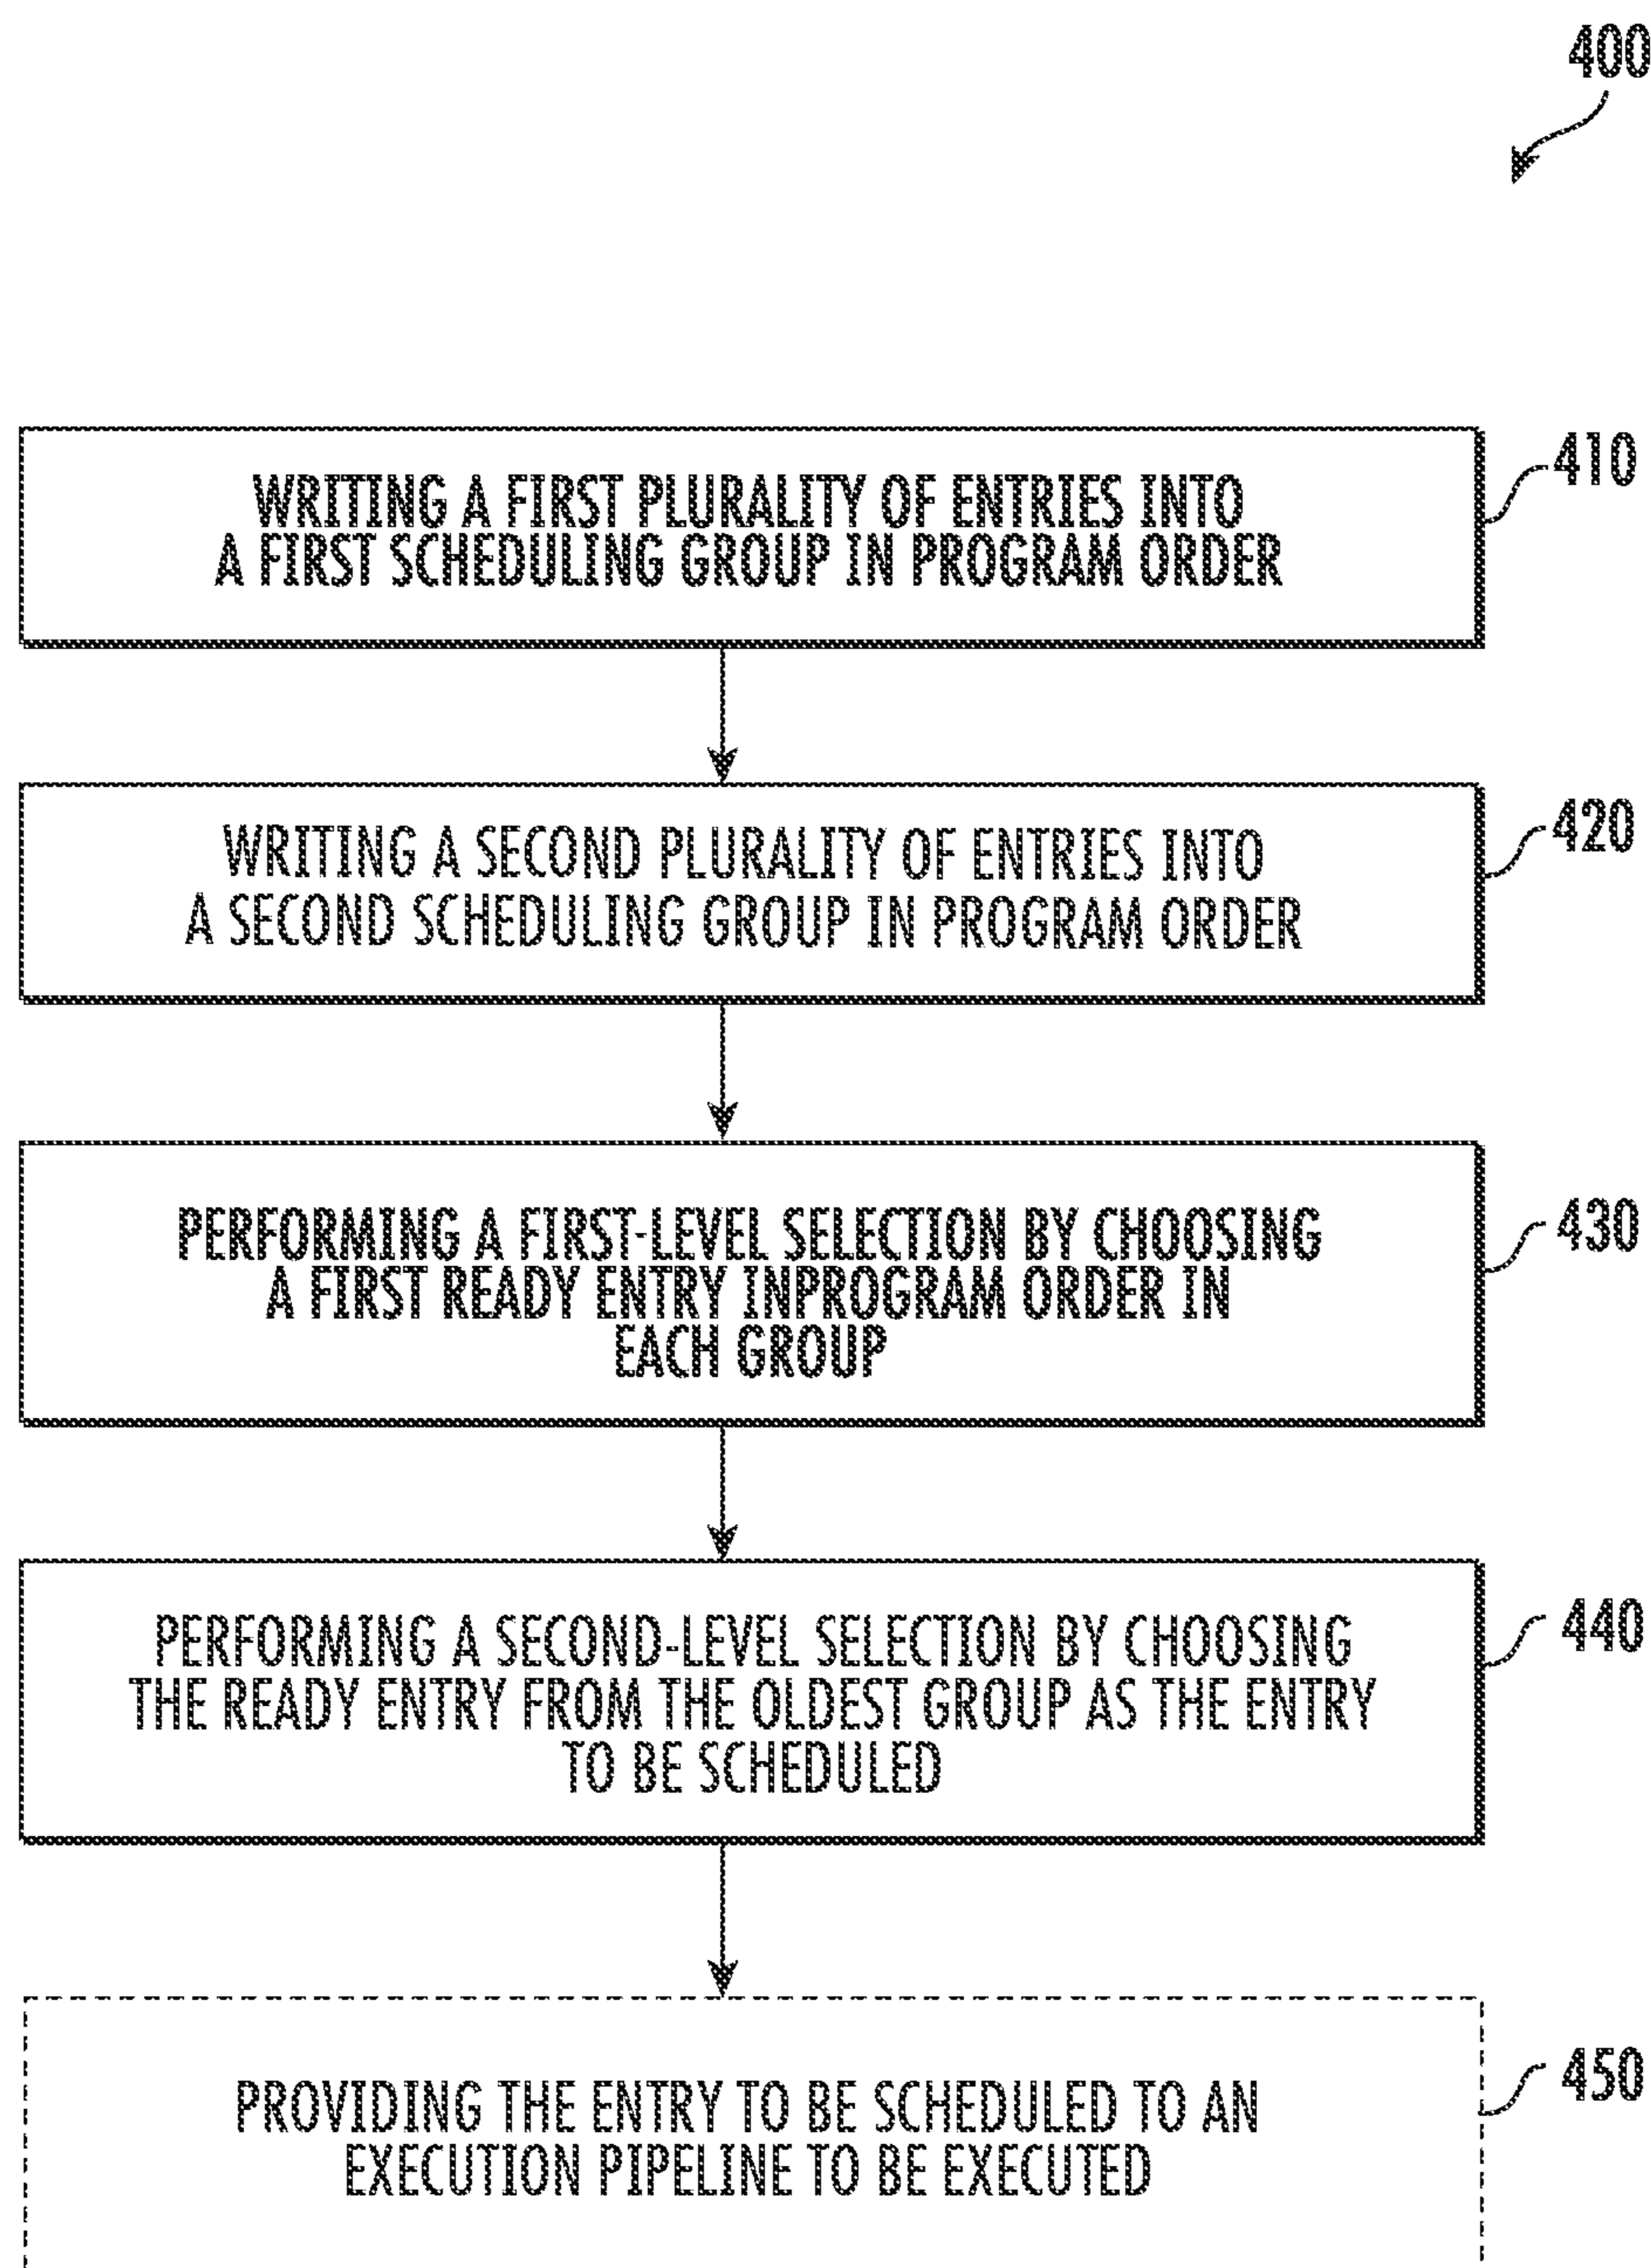 400
WRITING A FIRST PLURALITY OF ENTRIES INTO
A FIRST SCHEDULING GROUP IN PROGRAM ORDER
410
WRITING A SECOND PLURALITY OF ENTRIES INTO
A SECOND SCHEDULING GROUP IN PROGRAM ORDER
420
PERFORMING A FIRST-LEVEL SELECTION BY CHOOSING
A FIRST READY ENTRY INPROGRAM ORDER IN
EACH GROUP
430
PERFORMING A SECOND-LEVEL SELECTION BY CHOOSING
THE READY ENTRY FROM THE OLDEST GROUP AS THE ENTRY
TO BE SCHEDULED
440
PROVIDING THE ENTRY TO BE SCHEDULED TO AN
EXECUTION PIPELINE TO BE EXECUTED
450